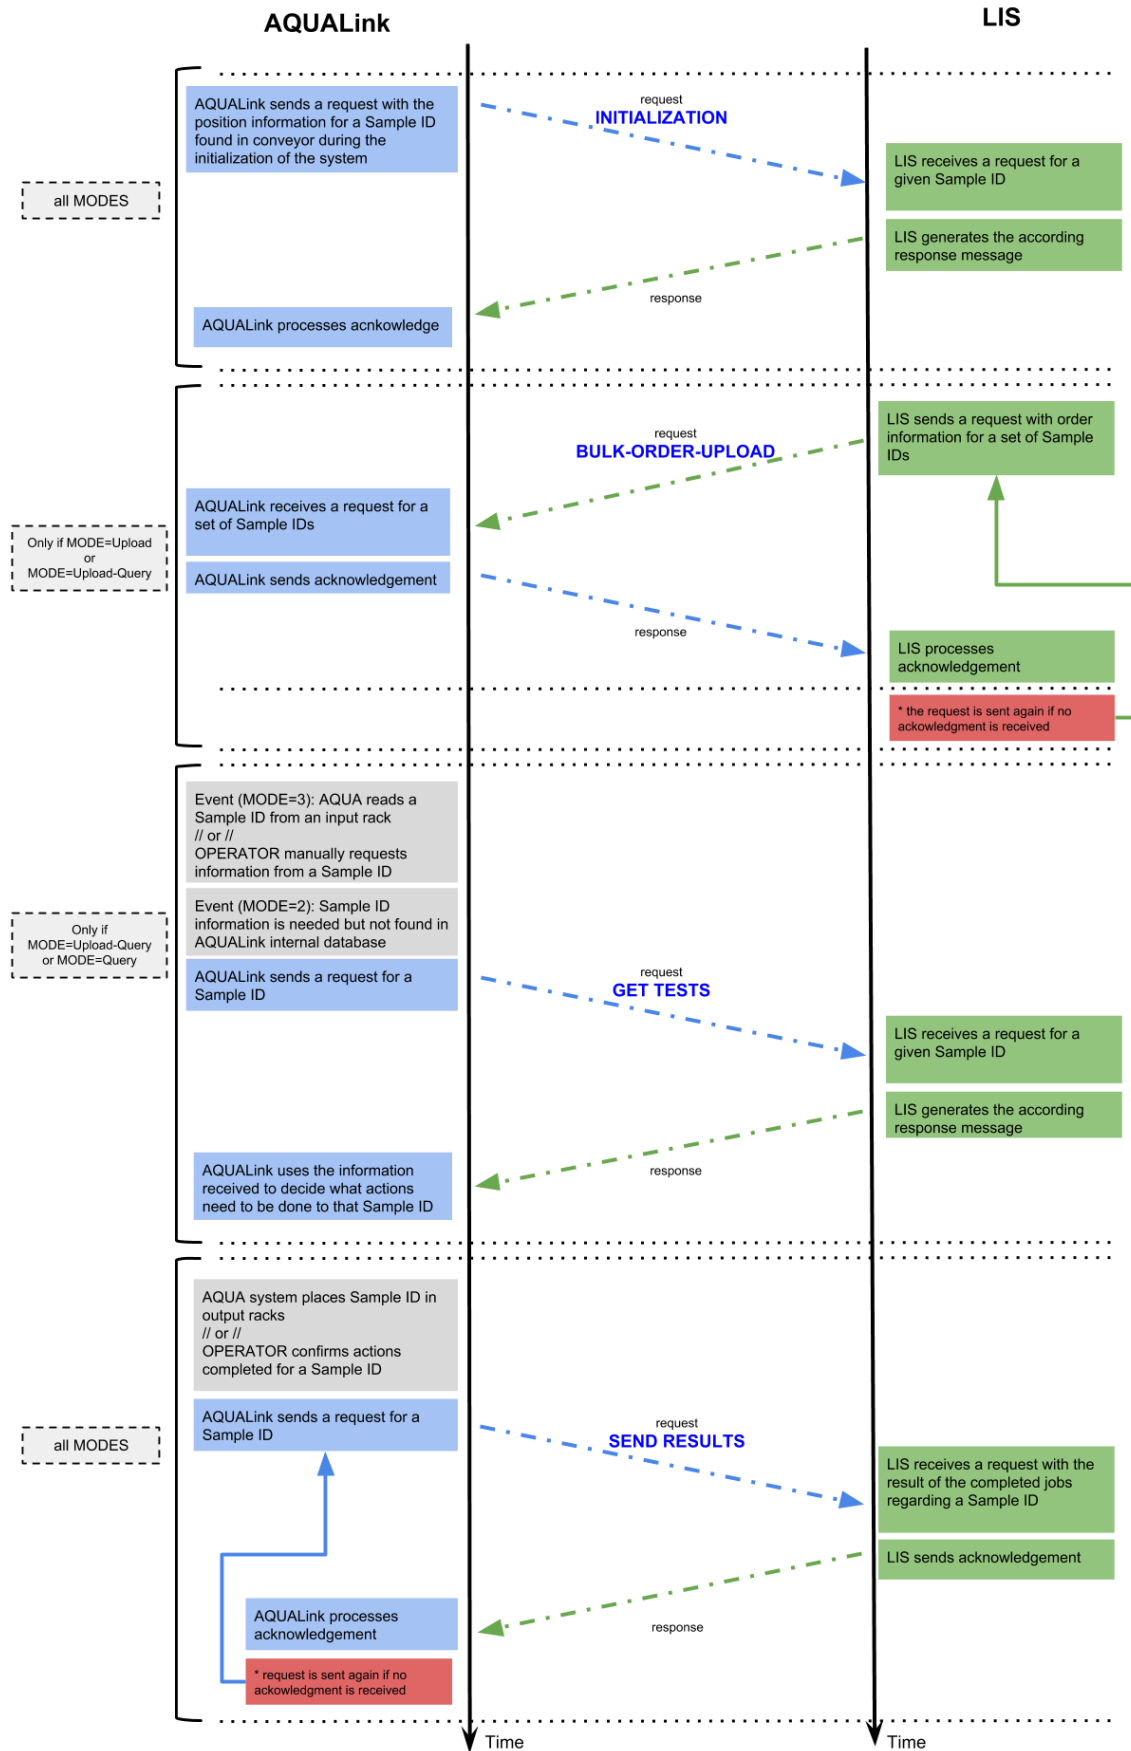 AQUALink
LIS
AQUALink sends a request with the
position information for a Sample ID
found in conveyor during the
initialization of the system
request
INITIALIZATION
LIS receives a request for a
given Sample ID
all MODES
LIS generates the according
response message
response
AQUALink processes acnkowledge
LIS sends a request with order
information for a set of Sample
IDs
request
BULK-ORDER-UPLOAD
AQUALink receives a request for a
set of Sample IDs
Only if MODE=Upload
or
MODE=Upload-Query
AQUALink sends acknowledgement
response
LIS processes
acknowledgement
* the request is sent again if no
ackowledgment is received
Event (MODE=3): AQUA reads a
Sample ID from an input rack
// or //
OPERATOR manually requests
information from a Sample ID
Event (MODE=2): Sample ID
information is needed but not found in
AQUALink internal database
Only if
MODE=Upload-Query
or MODE=Query
AQUALink sends a request for a
Sample ID
request
GET TESTS
LIS receives a request for a
given Sample ID
LIS generates the according
response message
response
AQUALink uses the information
received to decide what actions
need to be done to that Sample ID
AQUA system places Sample ID in
output racks
// or //
OPERATOR confirms actions
completed for a Sample ID
AQUALink sends a request for a
Sample ID
request
SEND RESULTS
all MODES
LIS receives a request with the
result of the completed jobs
regarding a Sample ID
LIS sends acknowledgement
AQUALink processes
acknowledgement
response
* request is sent again if no
ackowledgment is received
Time
Time